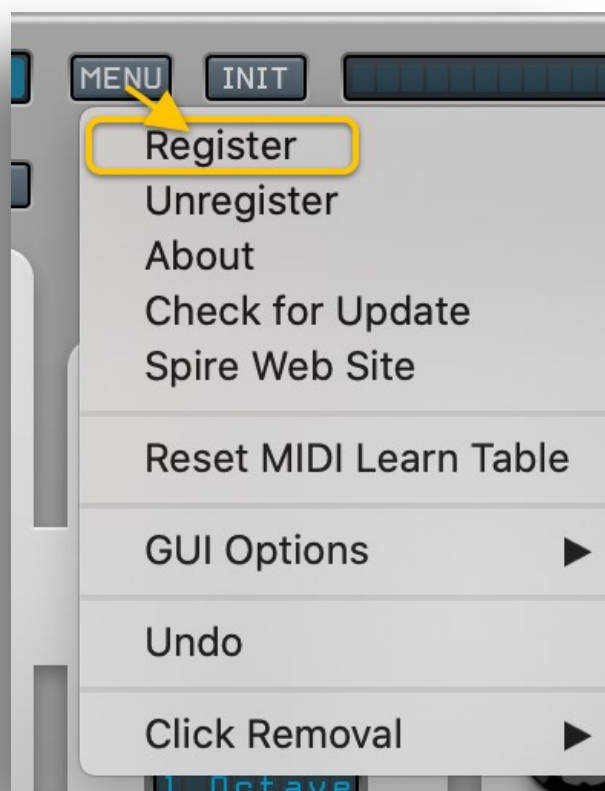 MENU INIT
Register
Unregister
About
Check for Update
Spire Web Site
Reset MIDI Learn Table
GUI Options
Undo
Click Removal
1 Octave